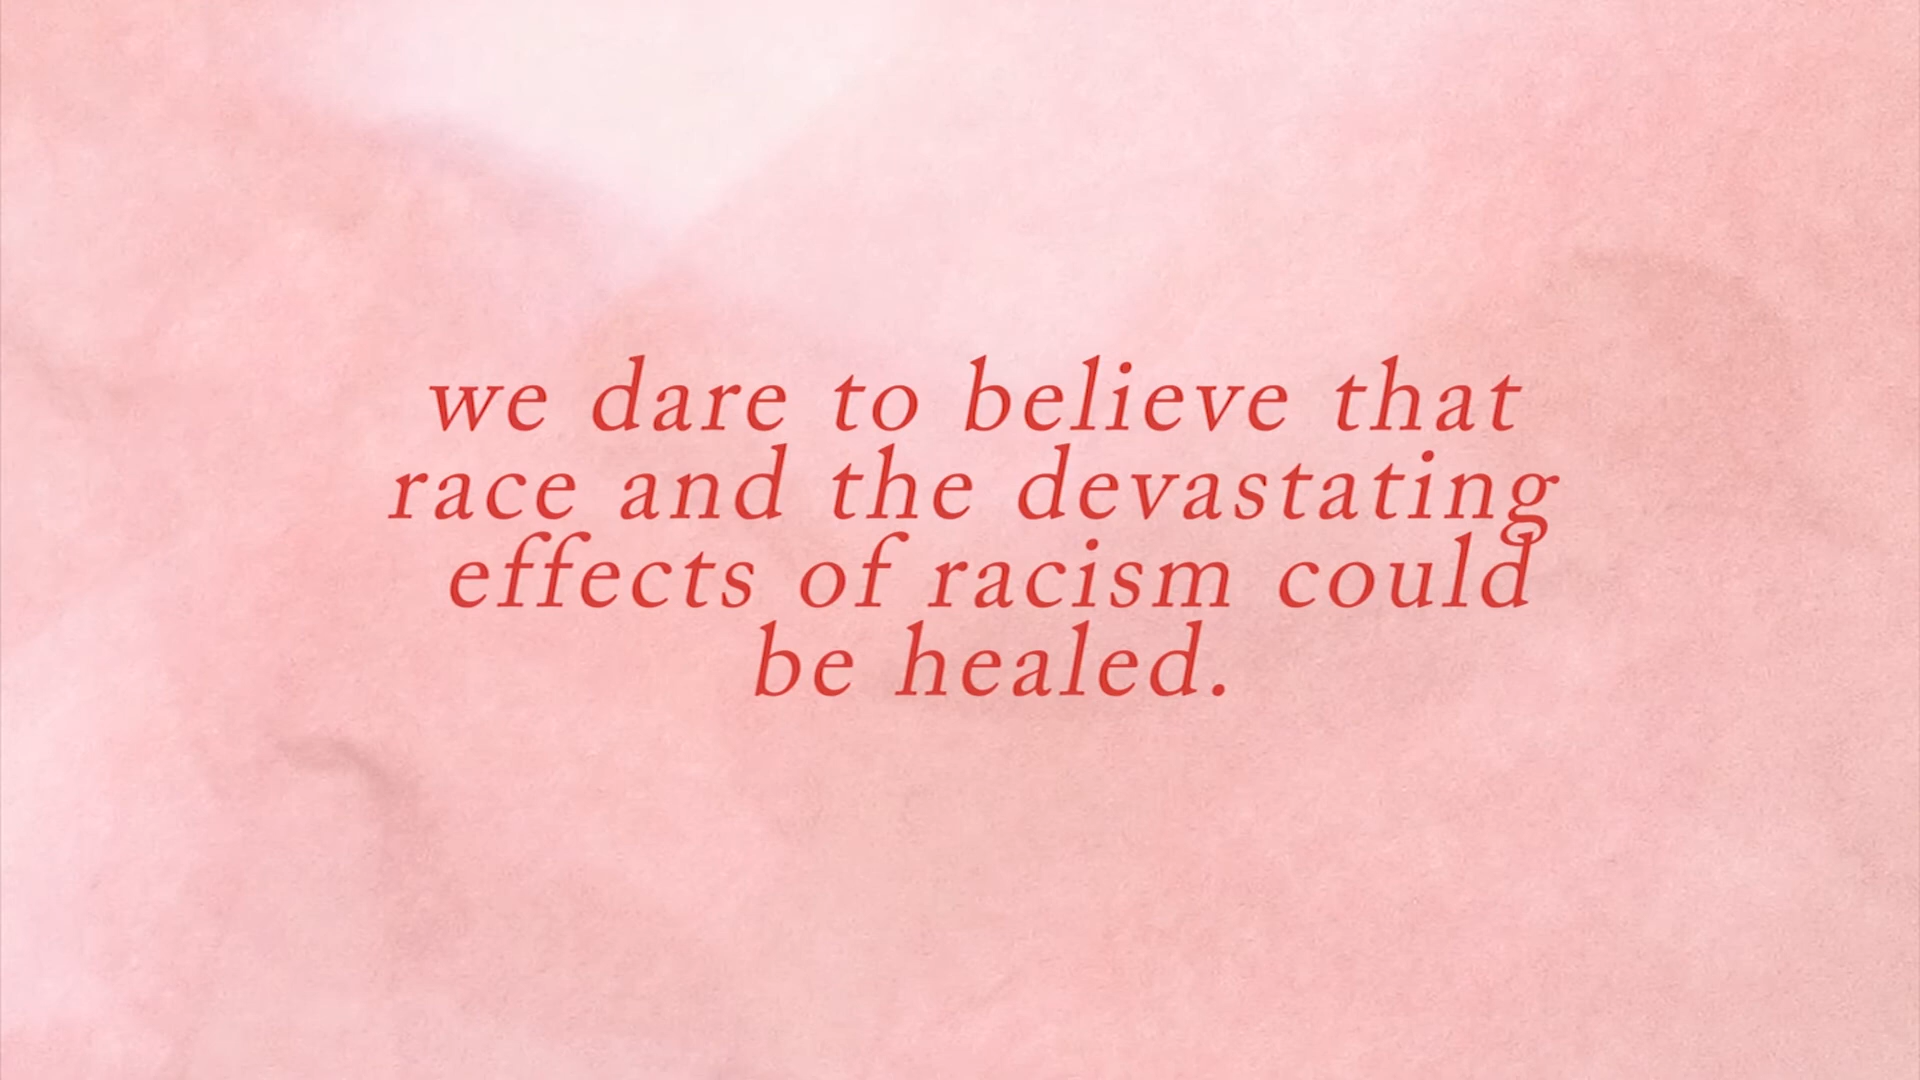 we dare to believe that
race and the devastating
effects of racism could
be healed.